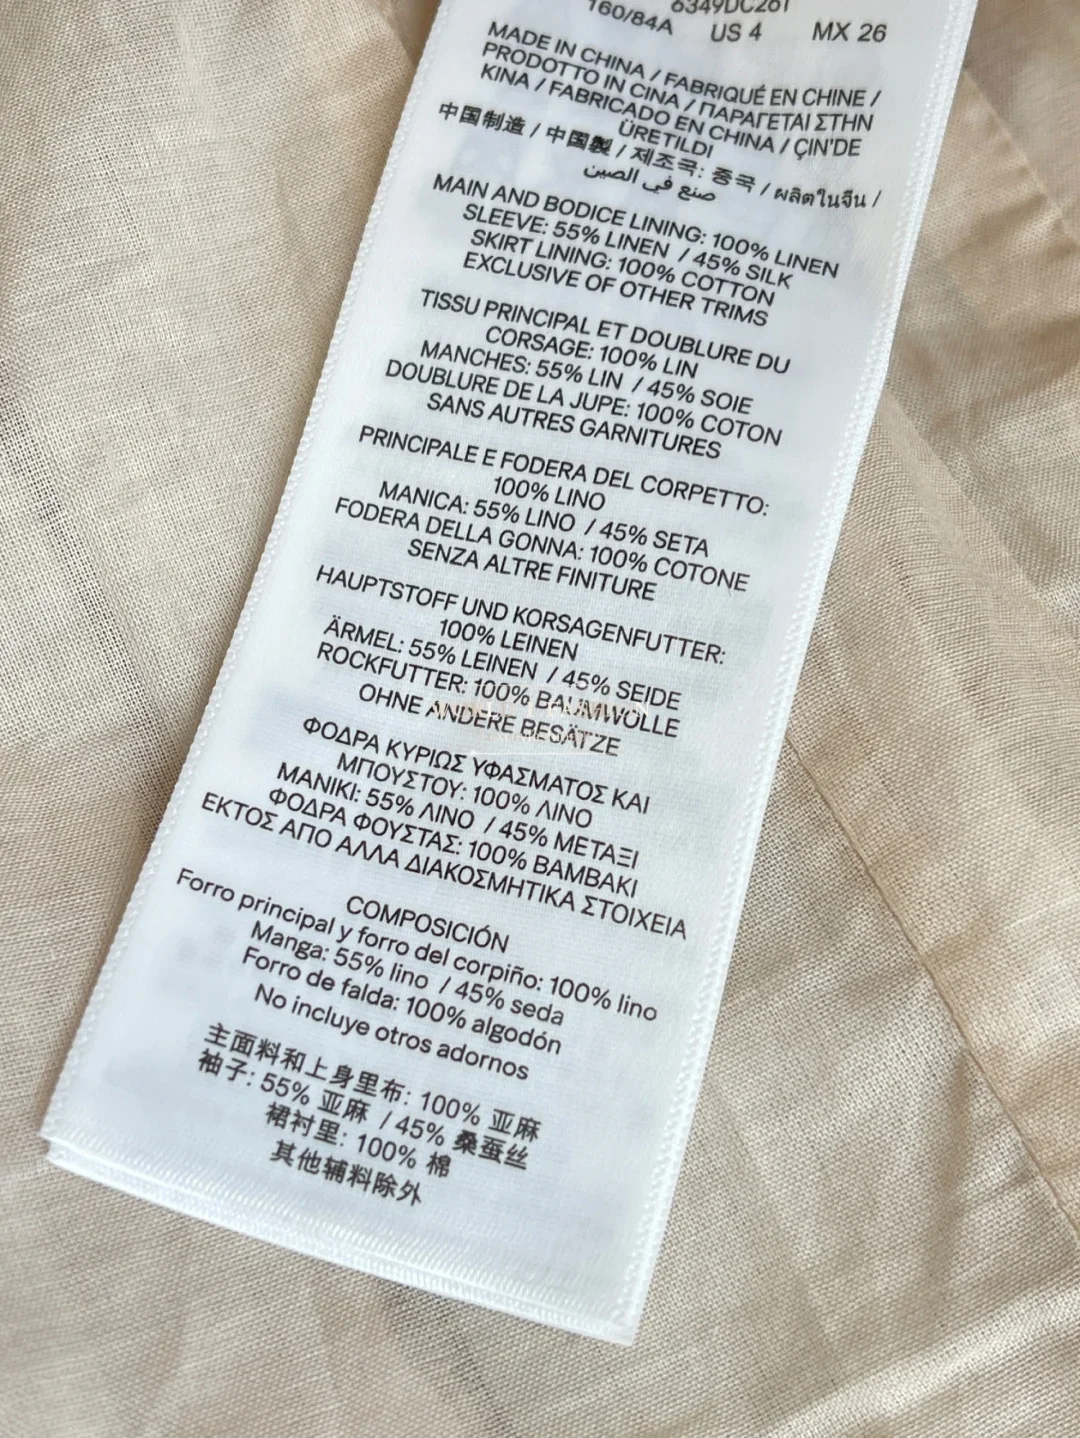 6349DC261
160/84A US 4 MX 26
MADE IN CHINA / FABRIQUÉ EN CHINE /
PRODOTTO IN CINA / ΠΑΡΑΓΕΤΑΙ ΣΤΗΝ
ΚΙΝΑ / FABRICADO EN CHINA / ÇIN'DE
ÜRETILDI
中国制造 / 中国製 / 제조국: 중국 / ผลิตในจีน /
صنع في الصين
MAIN AND BODICE LINING: 100% LINEN
SLEEVE: 55% LINEN / 45% SILK
SKIRT LINING: 100% COTTON
EXCLUSIVE OF OTHER TRIMS
TISSU PRINCIPAL ET DOUBLURE DU
CORSAGE: 100% LIN
MANCHES: 55% LIN / 45% SOIE
DOUBLURE DE LA JUPE: 100% COTON
SANS AUTRES GARNITURES
PRINCIPALE E FODERA DEL CORPETTO:
100% LINO
MANICA: 55% LINO / 45% SETA
FODERA DELLA GONNA: 100% COTONE
SENZA ALTRE FINITURE
HAUPTSTOFF UND KORSAGENFUTTER:
100% LEINEN
ÄRMEL: 55% LEINEN / 45% SEIDE
ROCKFUTTER: 100% BAUMWOLLE
OHNE ANDERE BESÄTZE
ΦΟΔΡΑ ΚΥΡΙΩΣ ΥΦΑΣΜΑΤΟΣ ΚΑΙ
ΜΠΟΥΣΤΟΥ: 100% ΛΙΝΟ
ΜΑΝΙΚΙ: 55% ΛΙΝΟ / 45% ΜΕΤΑΞΙ
ΦΟΔΡΑ ΦΟΥΣΤΑΣ: 100% ΒΑΜΒΑΚΙ
ΕΚΤΟΣ ΑΠΟ ΑΛΛΑ ΔΙΑΚΟΣΜΗΤΙΚΑ ΣΤΟΙΧΕΙΑ
COMPOSICIÓN
Forro principal y forro del corpiño: 100% lino
Manga: 55% lino / 45% seda
Forro de falda: 100% algodón
No incluye otros adornos
主面料和上身里布: 100% 亚麻
袖子: 55% 亚麻 / 45% 桑蚕丝
裙衬里: 100% 棉
其他辅料除外